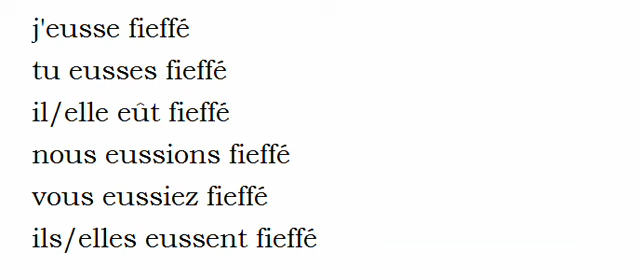 j'eusse fieffé
tu eusses fieffé
il/elle eût fieffé
nous eussions fieffé
vous eussiez fieffé
ils/elles eussent fieffé